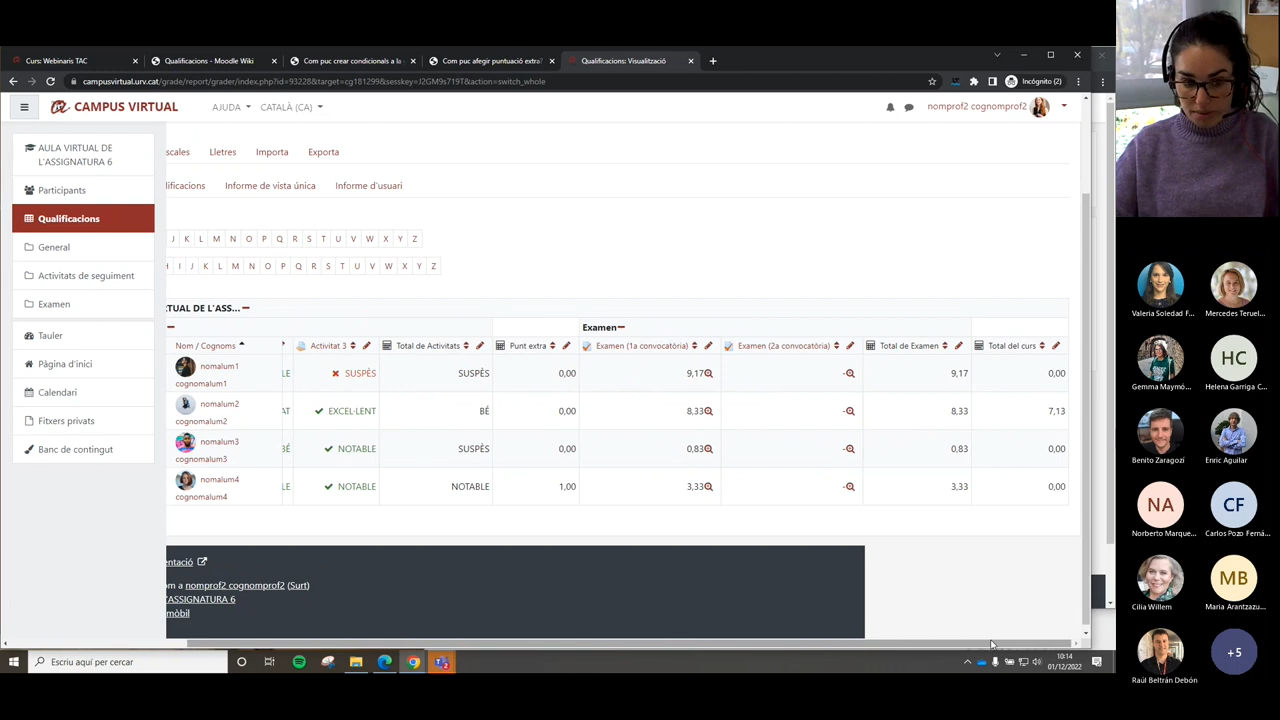 Curs: Webinaris TAC
Qualificacions - Moodle Wiki
Com puc crear condicionals a la
Com puc afegir puntuació extra?
Qualificacions: Visualització
campusvirtual.urv.cat/grade/report/grader/index.php?id=93228&target=cg181299&sesskey=J2GM9s719T&action=switch_whole
Incógnito (2)
CAMPUS VIRTUAL
AJUDA
CATALÀ (CA)
nomprof2 cognomprof2
AULA VIRTUAL DE
L'ASSIGNATURA 6
Participants
Qualificacions
General
Activitats de seguiment
Examen
Tauler
Pàgina d'inici
Calendari
Fitxers privats
Banc de contingut
scales Lletres Importa Exporta
lificacions Informe de vista única Informe d'usuari
J K L M N O P Q R S T U V W X Y Z
H I J K L M N O P Q R S T U V W X Y Z
TUAL DE L'ASS...
Examen
Nom / Cognoms Activitat 3 Total de Activitats Punt extra Examen (1a convocatòria) Examen (2a convocatòria) Total de Examen Total del curs
nomalum1
cognomalum1
LE SUSPÈS SUSPÈS 0,00 9,17 - 9,17 0,00
nomalum2
cognomalum2
AT EXCEL·LENT BÉ 0,00 8,33 - 8,33 7,13
nomalum3
cognomalum3
BÉ NOTABLE SUSPÈS 0,00 0,83 - 0,83 0,00
nomalum4
cognomalum4
LE NOTABLE NOTABLE 1,00 3,33 - 3,33 0,00
entació
om a nomprof2 cognomprof2 (Surt)
'ASSIGNATURA 6
mòbil
Escriu aquí per cercar
10:14
01/12/2022
Valeria Soledad F...
Mercedes Teruel...
Gemma Maymó...
HC
Helena Garriga C...
Benito Zaragozí
Enric Aguilar
NA
Norberto Marque...
CF
Carlos Pozo Ferná...
Cilia Willem
MB
Maria Arantzazu...
Raúl Beltrán Debón
+5